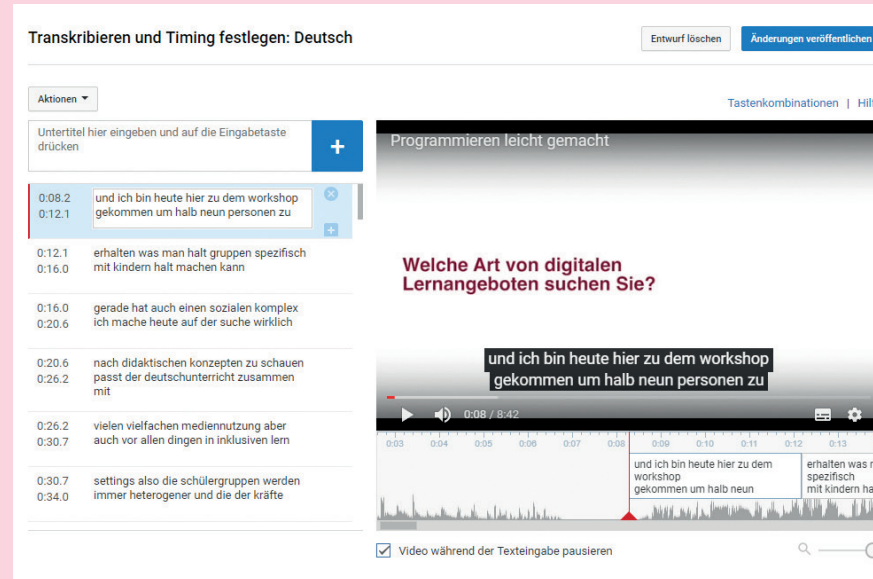 Transkribieren und Timing festlegen: Deutsch
Entwurf löschen
Änderungen veröffentlichen
Aktionen
Tastenkombinationen | Hilf
Untertitel hier eingeben und auf die Eingabetaste
drücken
+
0:08.2 und ich bin heute hier zu dem workshop
0:12.1 gekommen um halb neun personen zu
0:12.1 erhalten was man halt gruppen spezifisch
0:16.0 mit kindern halt machen kann
0:16.0 gerade hat auch einen sozialen komplex
0:20.6 ich mache heute auf der suche wirklich
0:20.6 nach didaktischen konzepten zu schauen
0:26.2 passt der deutschunterricht zusammen
mit
0:26.2 vielen vielfachen mediennutzung aber
0:30.7 auch vor allen dingen in inklusiven lern
0:30.7 settings also die schülergruppen werden
0:34.0 immer heterogener und die der kräfte
Programmieren leicht gemacht
Welche Art von digitalen
Lernangeboten suchen Sie?
und ich bin heute hier zu dem workshop
gekommen um halb neun personen zu
0:08 / 8:42
0:03 0:04 0:05 0:06 0:07 0:08 0:09 0:10 0:11 0:12 0:13
und ich bin heute hier zu dem
workshop
gekommen um halb neun
erhalten was
spezifisch
mit kindern ha
Video während der Texteingabe pausieren